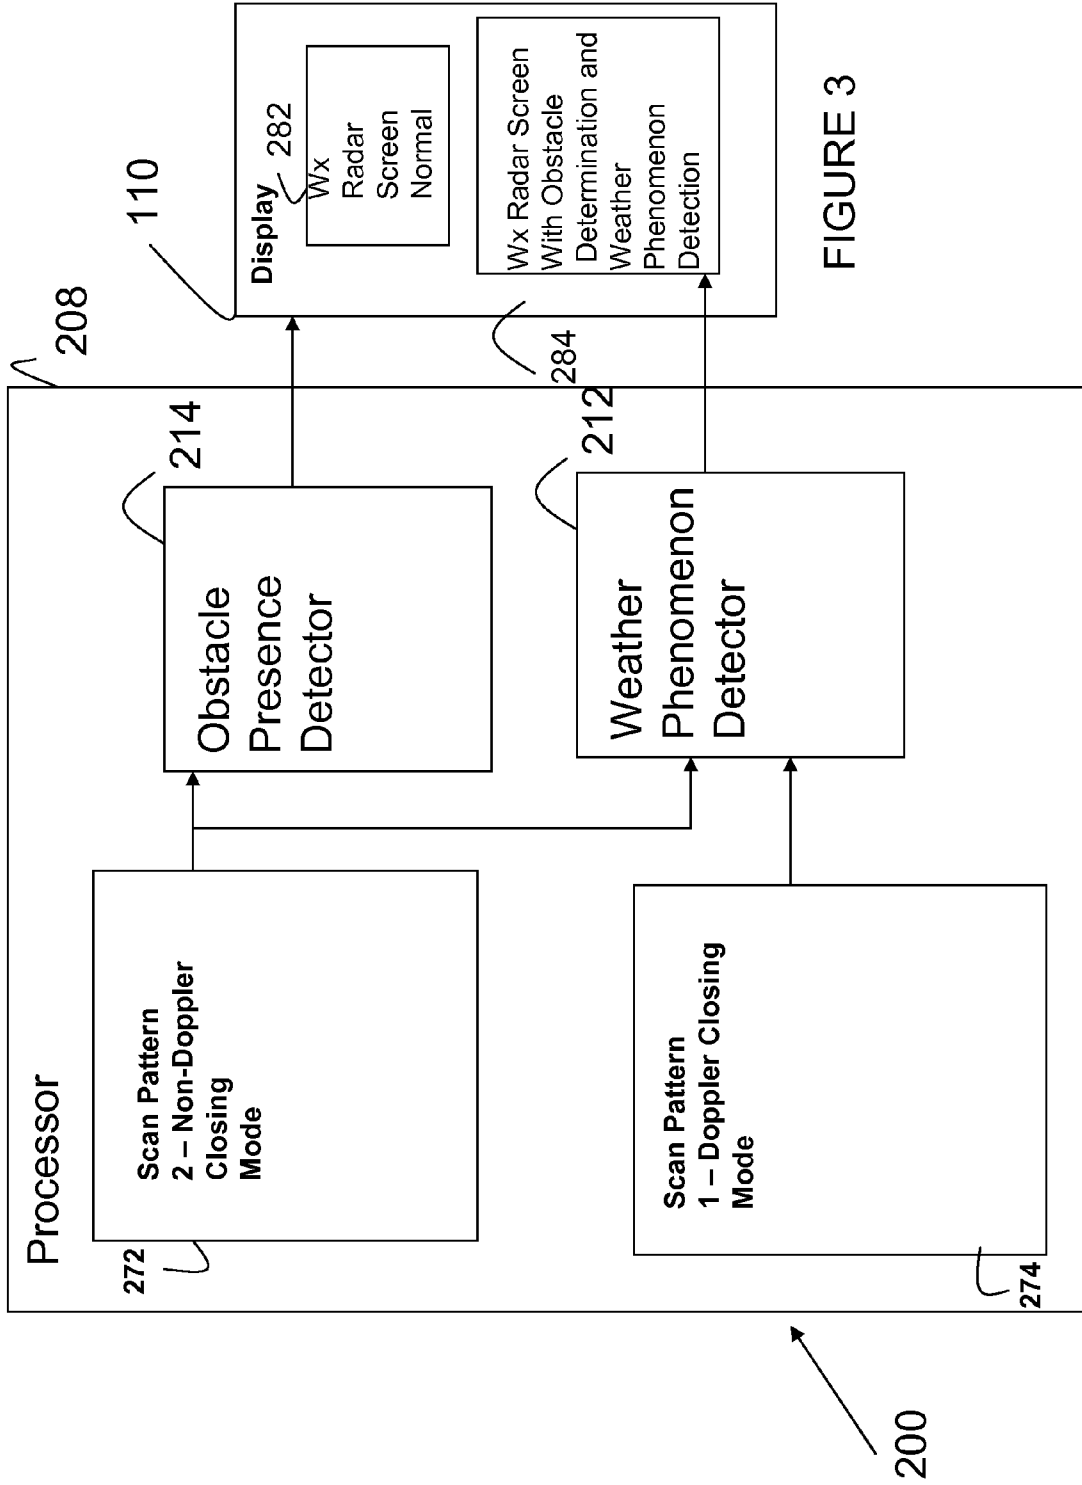 Processor
208
Scan Pattern
2 – Non-Doppler
Closing
Mode
272
Scan Pattern
1 – Doppler Closing
Mode
274
Obstacle
Presence
Detector
214
Weather
Phenomenon
Detector
212
110
Display
282
Wx
Radar
Screen
Normal
Wx Radar Screen
With Obstacle
Determination and
Weather
Phenomenon
Detection
284
200
FIGURE 3